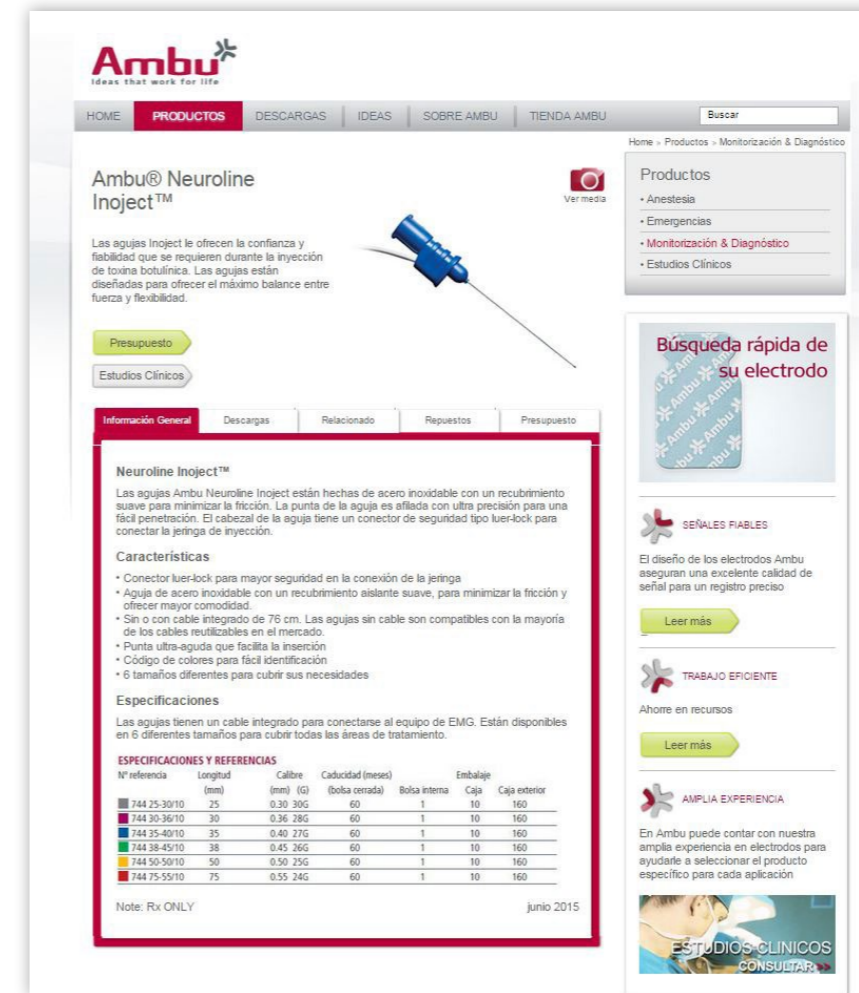 Ambu
Ideas that work for life
HOME PRODUCTOS DESCARGAS IDEAS SOBRE AMBU TIENDA AMBU Buscar
Home » Productos » Monitorización & Diagnóstico
Ambu® Neuroline
Inoject™
Ver media
Las agujas Inoject le ofrecen la confianza y
fiabilidad que se requieren durante la inyección
de toxina botulínica. Las agujas están
diseñadas para ofrecer el máximo balance entre
fuerza y flexibilidad.
Presupuesto
Estudios Clínicos
Información General Descargas Relacionado Repuestos Presupuesto
Neuroline Inoject™
Las agujas Ambu Neuroline Inoject están hechas de acero inoxidable con un recubrimiento
suave para minimizar la fricción. La punta de la aguja es afilada con ultra precisión para una
fácil penetración. El cabezal de la aguja tiene un conector de seguridad tipo luer-lock para
conectar la jeringa de inyección.
Características
• Conector luer-lock para mayor seguridad en la conexión de la jeringa
• Aguja de acero inoxidable con un recubrimiento aislante suave, para minimizar la fricción y
ofrecer mayor comodidad.
• Sin o con cable integrado de 76 cm. Las agujas sin cable son compatibles con la mayoría
de los cables reutilizables en el mercado.
• Punta ultra-aguda que facilita la inserción
• Código de colores para fácil identificación
• 6 tamaños diferentes para cubrir sus necesidades
Especificaciones
Las agujas tienen un cable integrado para conectarse al equipo de EMG. Están disponibles
en 6 diferentes tamaños para cubrir todas las áreas de tratamiento.
ESPECIFICACIONES Y REFERENCIAS
Nº referencia Longitud Calibre Caducidad (meses) Embalaje
(mm) (mm) (G) (bolsa cerrada) Bolsa interna Caja Caja exterior
744 25-30/10 25 0.30 30G 60 1 10 160
744 30-36/10 30 0.36 28G 60 1 10 160
744 35-40/10 35 0.40 27G 60 1 10 160
744 38-45/10 38 0.45 26G 60 1 10 160
744 50-50/10 50 0.50 25G 60 1 10 160
744 75-55/10 75 0.55 24G 60 1 10 160
Note: Rx ONLY junio 2015
Productos
• Anestesia
• Emergencias
• Monitorización & Diagnóstico
• Estudios Clínicos
Búsqueda rápida de
su electrodo
Ambu Ambu
Ambu Ambu
SEÑALES FIABLES
El diseño de los electrodos Ambu
aseguran una excelente calidad de
señal para un registro preciso
Leer más
TRABAJO EFICIENTE
Ahorre en recursos
Leer más
AMPLIA EXPERIENCIA
En Ambu puede contar con nuestra
amplia experiencia en electrodos para
ayudarle a seleccionar el producto
específico para cada aplicación
ESTUDIOS CLINICOS
CONSULTAR »